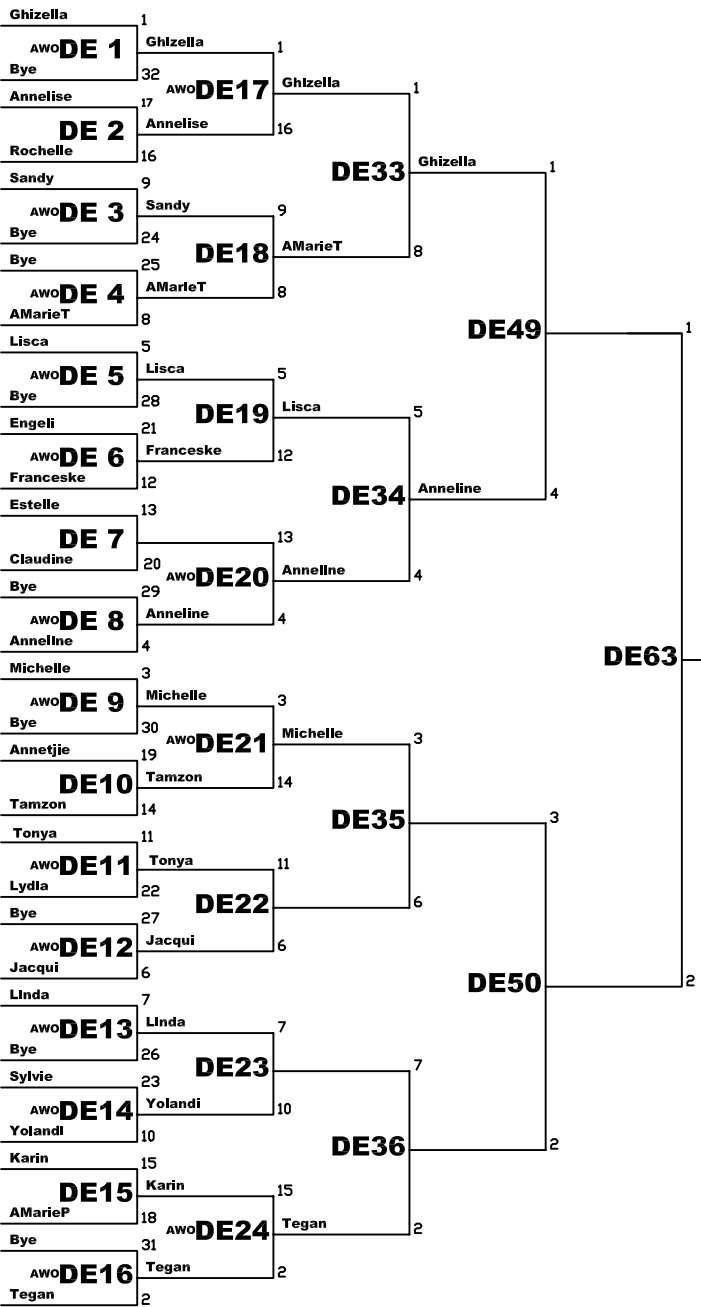 Ghizella 1
AWO DE 1
Bye 32
Ghizella 1
AWO DE17
Annelise 17
DE 2
Rochelle 16
Annelise 16
Ghizella 1
DE33
Sandy 9
AWO DE 3
Bye 24
Sandy 9
DE18
Bye 25
AWO DE 4
AMarieT 8
AMarieT 8
AMarieT 8
Ghizella 1
DE49
Lisca 5
AWO DE 5
Bye 28
Lisca 5
DE19
Engeli 21
AWO DE 6
Franceske 12
Franceske 12
Lisca 5
DE34
Estelle 13
DE 7
Claudine 20
13
AWO DE20
Bye 29
AWO DE 8
Anneline 4
Anneline 4
Anneline 4
Anneline 4
1
DE63
Michelle 3
AWO DE 9
Bye 30
Michelle 3
AWO DE21
Annetjie 19
DE10
Tamzon 14
Tamzon 14
Michelle 3
DE35
Tonya 11
AWO DE11
Lydia 22
Tonya 11
DE22
Bye 27
AWO DE12
Jacqui 6
Jacqui 6
6
3
DE50
Linda 7
AWO DE13
Bye 26
Linda 7
DE23
Sylvie 23
AWO DE14
Yolandi 10
Yolandi 10
7
DE36
Karin 15
DE15
AMarieP 18
Karin 15
AWO DE24
Bye 31
AWO DE16
Tegan 2
Tegan 2
Tegan 2
2
2